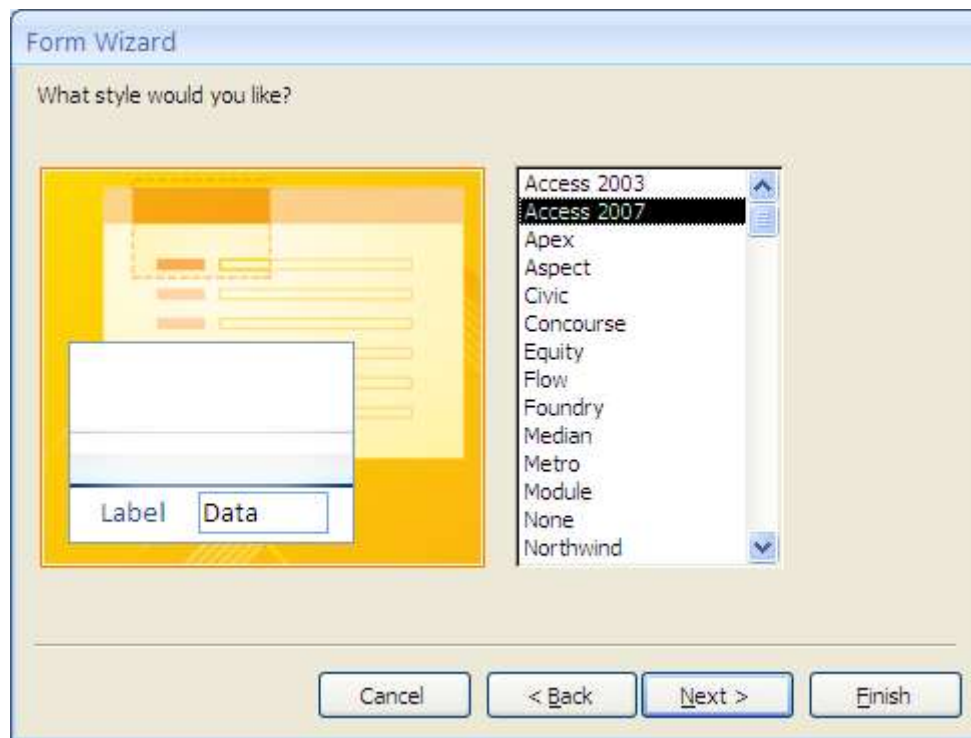 Form Wizard
What style would you like?
Label Data
Access 2003
Access 2007
Apex
Aspect
Civic
Concourse
Equity
Flow
Foundry
Median
Metro
Module
None
Northwind
Cancel < Back Next > Finish